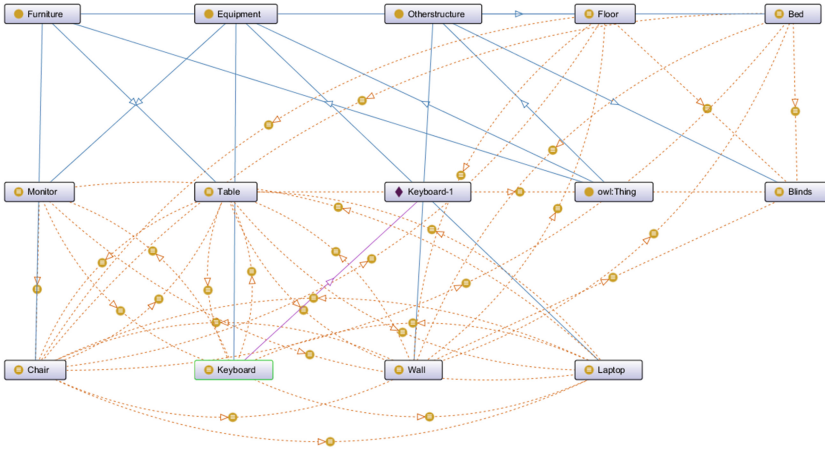 Furniture
Equipment
Otherstructure
Floor
Bed
Monitor
Table
Keyboard-1
owl:Thing
Blinds
Chair
Keyboard
Wall
Laptop